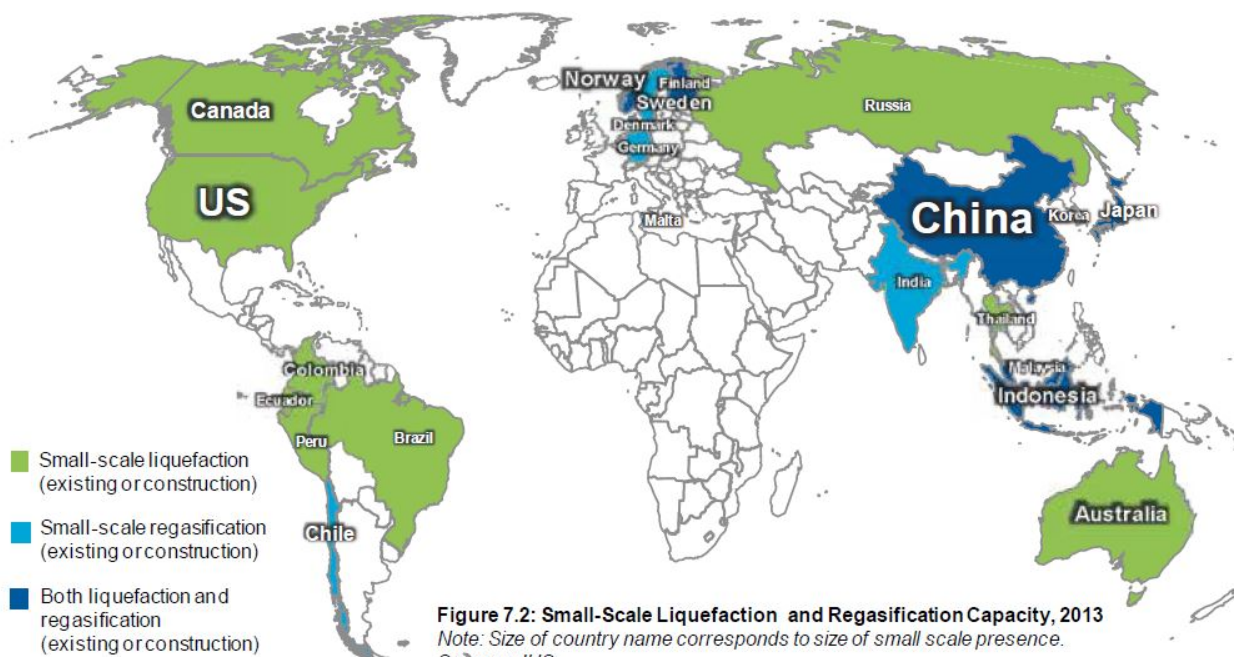 Norway
Finland
Sweden
Canada
Russia
Denmark
Germany
US
China
Korea
Japan
Malta
India
Thailand
Colombia
Malaysia
Indonesia
Ecuador
Peru
Brazil
Small-scale liquefaction
(existing or construction)
Australia
Small-scale regasification
(existing or construction)
Chile
Both liquefaction and
regasification
(existing or construction)
Figure 7.2: Small-Scale Liquefaction and Regasification Capacity, 2013
Note: Size of country name corresponds to size of small scale presence.